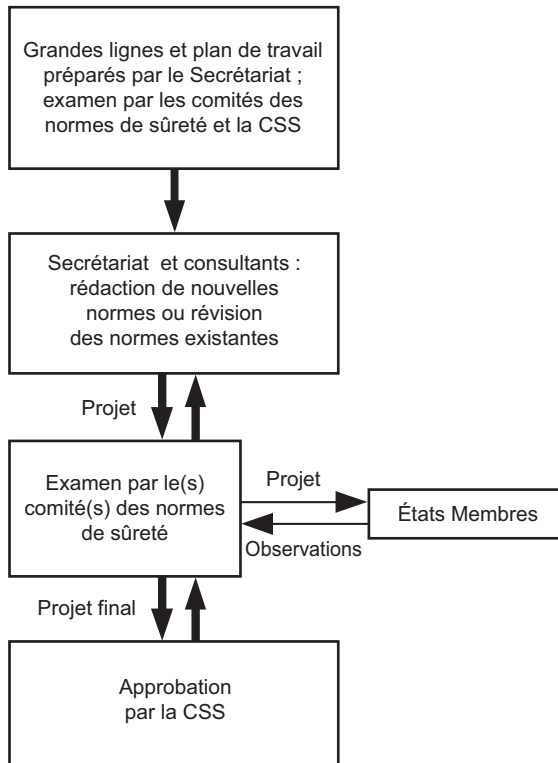 Grandes lignes et plan de travail
préparés par le Secrétariat ;
examen par les comités des
normes de sûreté et la CSS
Secrétariat et consultants :
rédaction de nouvelles
normes ou révision
des normes existantes
Projet
Examen par le(s)
comité(s) des normes
de sûreté
Projet
États Membres
Observations
Projet final
Approbation
par la CSS